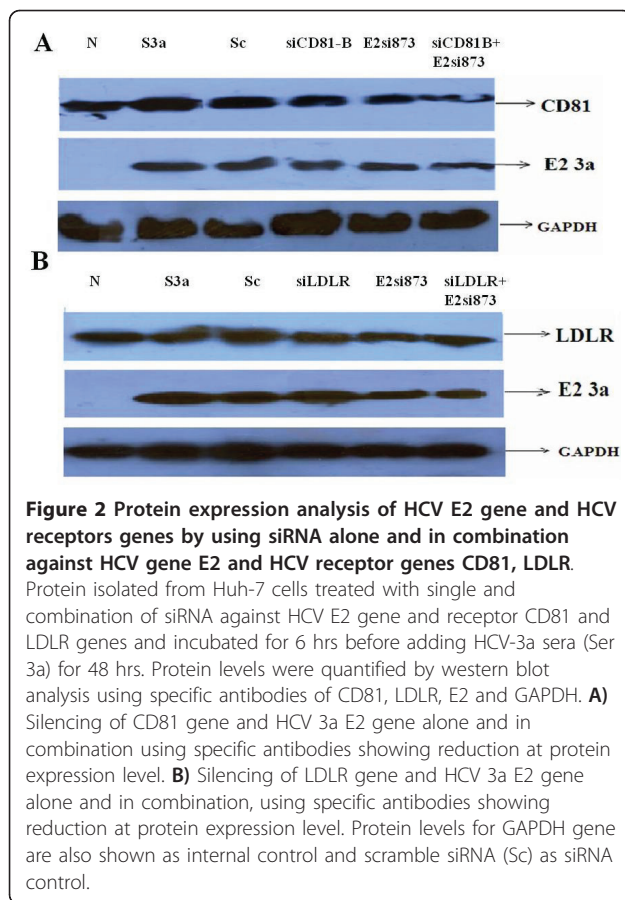 A
N S3a Sc siCD81-B E2si873 siCD81B+
E2si873
CD81
E2 3a
GAPDH
B
N S3a Sc siLDLR E2si873 siLDLR+
E2si873
LDLR
E2 3a
GAPDH
Figure 2 Protein expression analysis of HCV E2 gene and HCV
receptors genes by using siRNA alone and in combination
against HCV gene E2 and HCV receptor genes CD81, LDLR.
Protein isolated from Huh-7 cells treated with single and
combination of siRNA against HCV E2 gene and receptor CD81 and
LDLR genes and incubated for 6 hrs before adding HCV-3a sera (Ser
3a) for 48 hrs. Protein levels were quantified by western blot
analysis using specific antibodies of CD81, LDLR, E2 and GAPDH. A)
Silencing of CD81 gene and HCV 3a E2 gene alone and in
combination using specific antibodies showing reduction at protein
expression level. B) Silencing of LDLR gene and HCV 3a E2 gene
alone and in combination, using specific antibodies showing
reduction at protein expression level. Protein levels for GAPDH gene
are also shown as internal control and scramble siRNA (Sc) as siRNA
control.